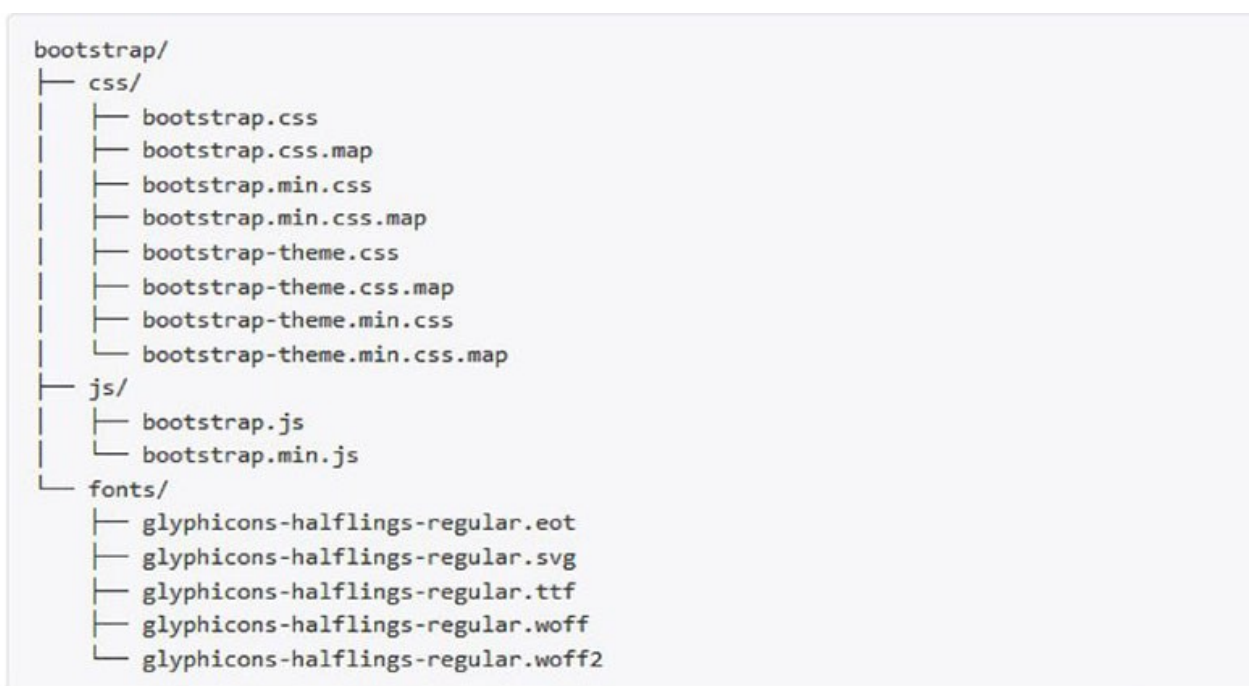 bootstrap/
├── css/
│   ├── bootstrap.css
│   ├── bootstrap.css.map
│   ├── bootstrap.min.css
│   ├── bootstrap.min.css.map
│   ├── bootstrap-theme.css
│   ├── bootstrap-theme.css.map
│   ├── bootstrap-theme.min.css
│   └── bootstrap-theme.min.css.map
├── js/
│   ├── bootstrap.js
│   └── bootstrap.min.js
└── fonts/
    ├── glyphicons-halflings-regular.eot
    ├── glyphicons-halflings-regular.svg
    ├── glyphicons-halflings-regular.ttf
    ├── glyphicons-halflings-regular.woff
    └── glyphicons-halflings-regular.woff2